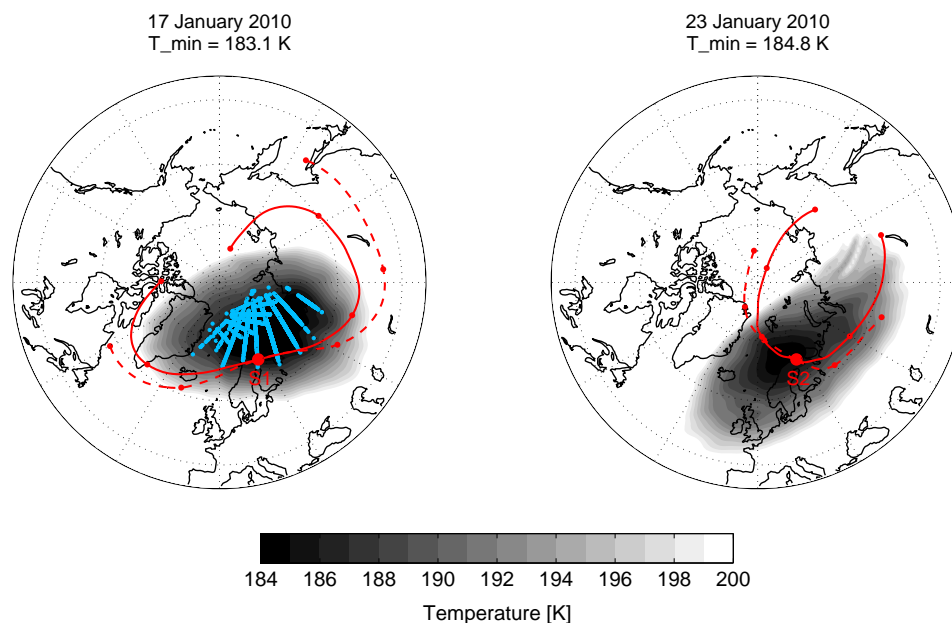 17 January 2010
T_min = 183.1 K
23 January 2010
T_min = 184.8 K
S1
S2
184 186 188 190 192 194 196 198 200
Temperature [K]